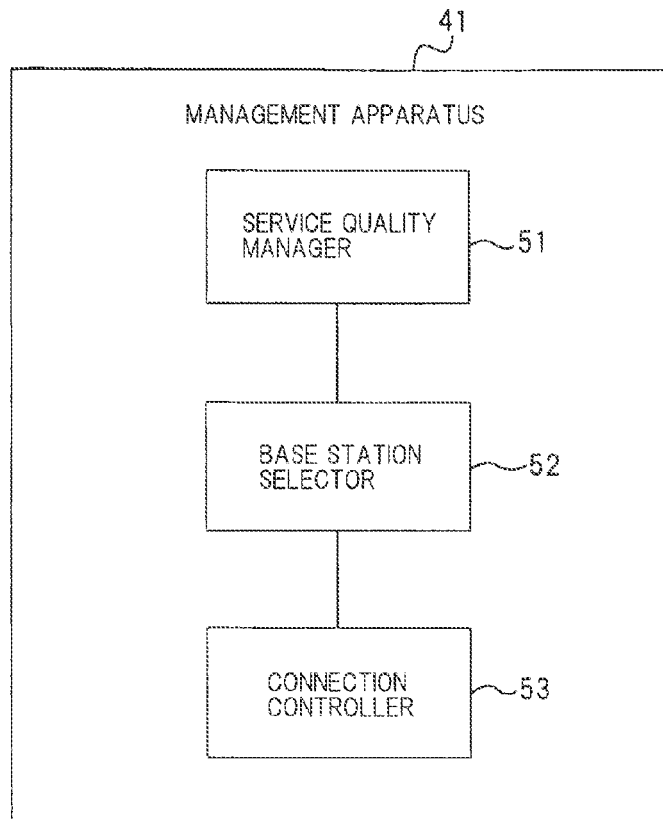 41
MANAGEMENT APPARATUS
SERVICE QUALITY
MANAGER
51
BASE STATION
SELECTOR
52
CONNECTION
CONTROLLER
53